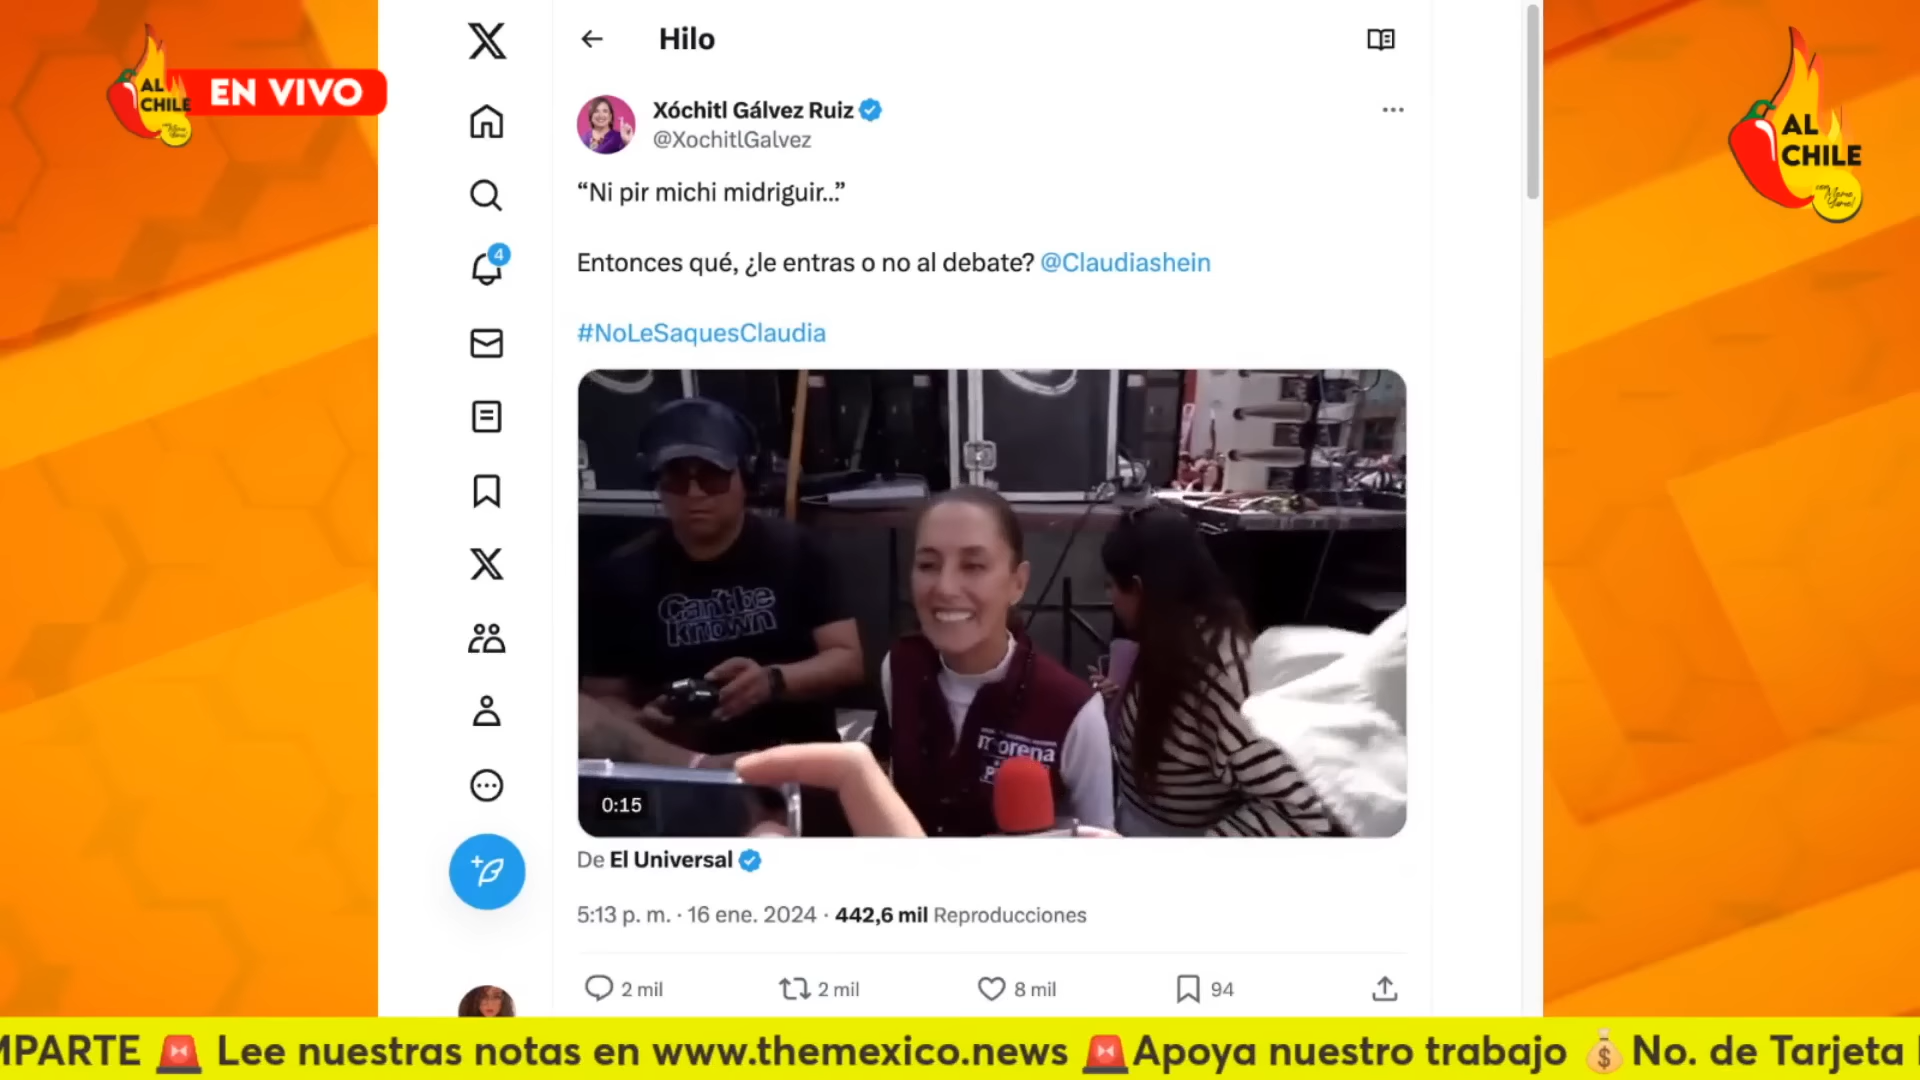 AL
CHILE
EN VIVO
Hilo
AL
CHILE
con
Xóchitl Gálvez Ruiz
@XochitlGalvez
“Ni pir michi midriguir...”
Entonces qué, ¿le entras o no al debate? @Claudiashein
#NoLeSaquesClaudia
4
Can't be
known
morena
0:15
De El Universal
5:13 p. m. · 16 ene. 2024 · 442,6 mil Reproducciones
2 mil
2 mil
8 mil
94
MPARTE 🚨 Lee nuestras notas en www.themexico.news 🚨Apoya nuestro trabajo 💰No. de Tarjeta